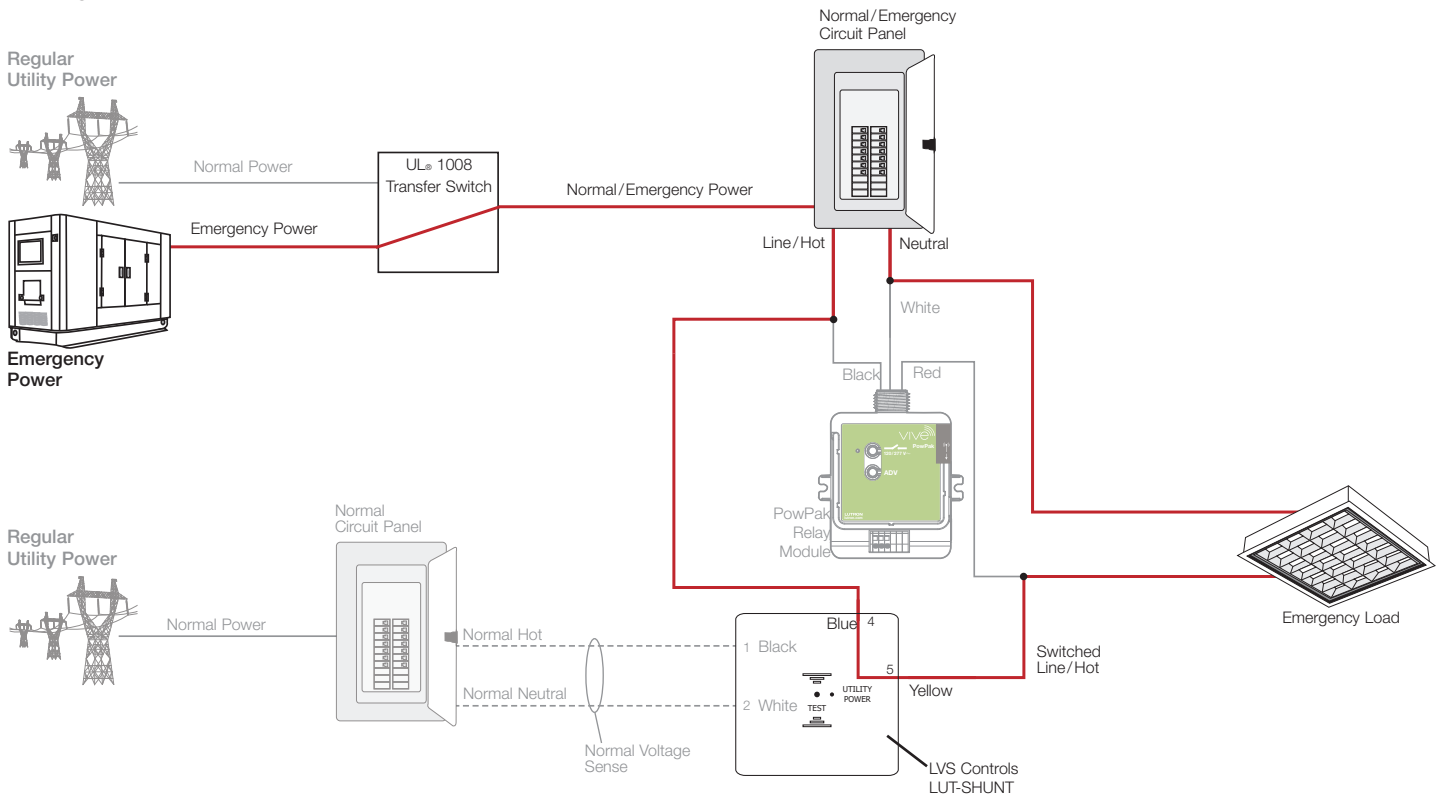 Normal/Emergency
Circuit Panel
Regular
Utility Power
Normal Power
UL® 1008
Transfer Switch
Normal/Emergency Power
Emergency Power
Line/Hot
Neutral
Emergency
Power
White
Black
Red
vive
PowPak
ADV
LUTRON
PowPak
Relay
Module
Emergency Load
Normal
Circuit Panel
Regular
Utility Power
Normal Power
Normal Hot
Normal Neutral
Normal Voltage
Sense
Blue 4
1 Black
5
Yellow
Switched
Line/Hot
2 White
TEST
UTILITY
POWER
LVS Controls
LUT-SHUNT